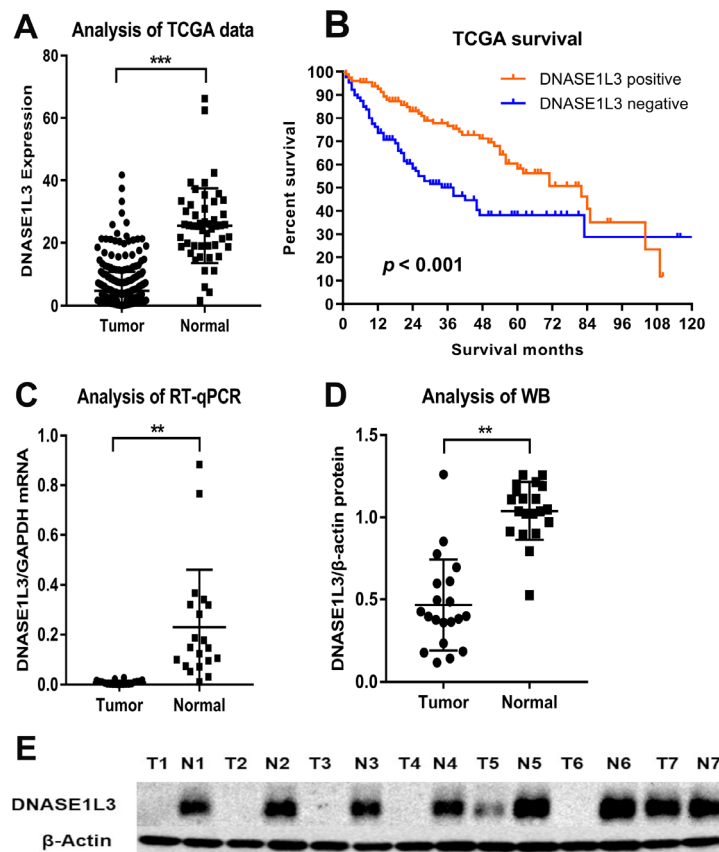 A
Analysis of TCGA data
***
80
60
40
20
0
DNASE1L3 Expression
Tumor Normal
B
TCGA survival
DNASE1L3 positive
DNASE1L3 negative
100
90
80
70
60
50
40
30
20
10
0
Percent survival
p < 0.001
0 12 24 36 48 60 72 84 96 108 120
Survival months
C
Analysis of RT-qPCR
**
1.0
0.8
0.6
0.4
0.2
0.0
DNASE1L3/GAPDH mRNA
Tumor Normal
D
Analysis of WB
**
1.5
1.0
0.5
0.0
DNASE1L3/β-actin protein
Tumor Normal
E
T1 N1 T2 N2 T3 N3 T4 N4 T5 N5 T6 N6 T7 N7
DNASE1L3
β-Actin